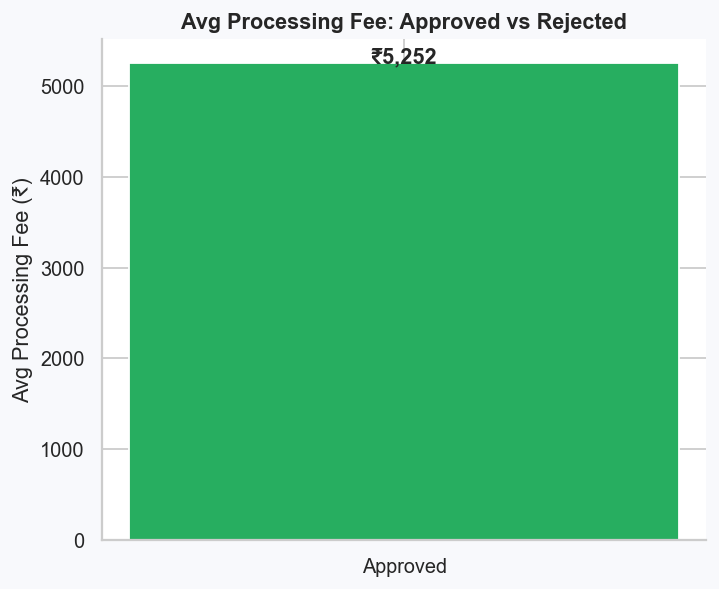 Avg Processing Fee: Approved vs Rejected
₹5,252
5000
4000
3000
2000
1000
0
Avg Processing Fee (₹)
Approved